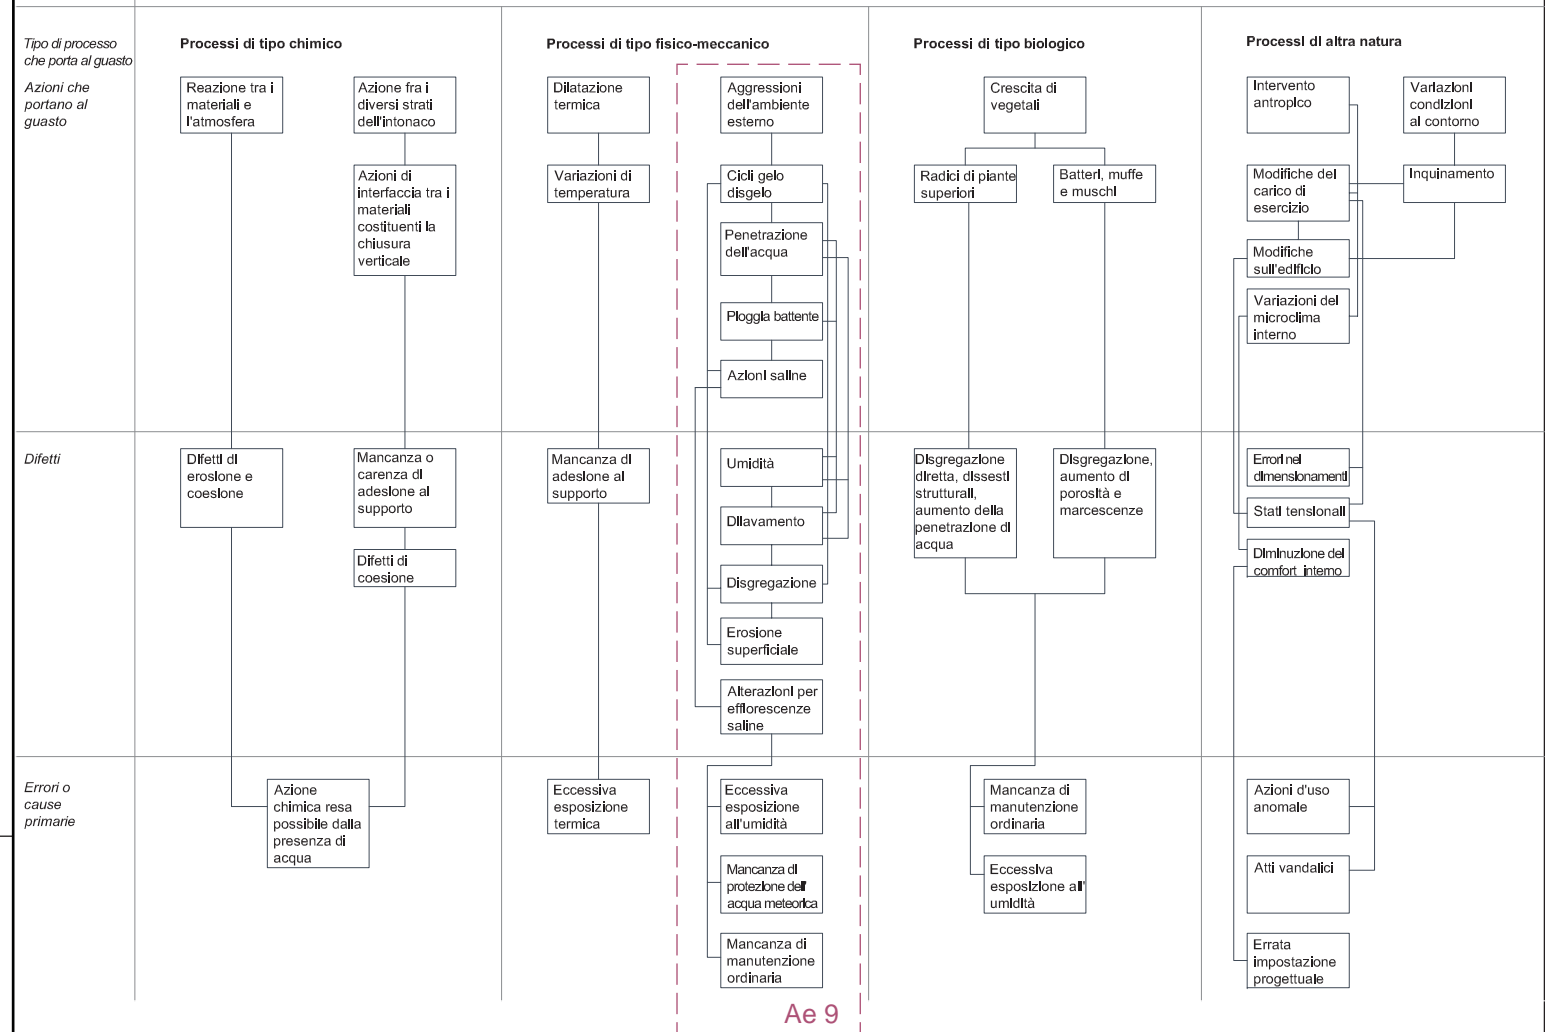 Tipo di processo
che porta al guasto
Processi di tipo chimico
Processi di tipo fisico-meccanico
Processi di tipo biologico
Processi di altra natura
Azioni che
portano al
guasto
Reazione tra i
materiali e
l'atmosfera
Azione fra i
diversi strati
dell'intonaco
Azioni di
interfaccia tra i
materiali
costituenti la
chiusura
verticale
Dilatazione
termica
Variazioni di
temperatura
Aggressioni
dell'ambiente
esterno
Cicli gelo
disgelo
Penetrazione
dell'acqua
Pioggia battente
Azioni saline
Crescita di
vegetali
Radici di piante
superiori
Batteri, muffe
e muschi
Intervento
antropico
Variazioni
condizioni
al contorno
Modifiche del
carico di
esercizio
Inquinamento
Modifiche
sull'edificio
Variazioni del
microclima
interno
Difetti
Difetti di
erosione e
coesione
Mancanza o
carenza di
adesione al
supporto
Difetti di
coesione
Mancanza di
adesione al
supporto
Umidità
Dilavamento
Disgregazione
Erosione
superficiale
Alterazioni per
efflorescenze
saline
Disgregazione
diretta, dissesti
strutturali,
aumento della
penetrazione di
acqua
Disgregazione,
aumento di
porosità e
marcescenze
Errori nel
dimensionamenti
Stati tensionali
Diminuzione del
comfort interno
Errori o
cause
primarie
Azione
chimica resa
possibile dalla
presenza di
acqua
Eccessiva
esposizione
termica
Eccessiva
esposizione
all'umidità
Mancanza di
protezione dell'
acqua meteorica
Mancanza di
manutenzione
ordinaria
Mancanza di
manutenzione
ordinaria
Eccessiva
esposizione all'
umidità
Azioni d'uso
anomale
Atti vandalici
Errata
impostazione
progettuale
Ae 9